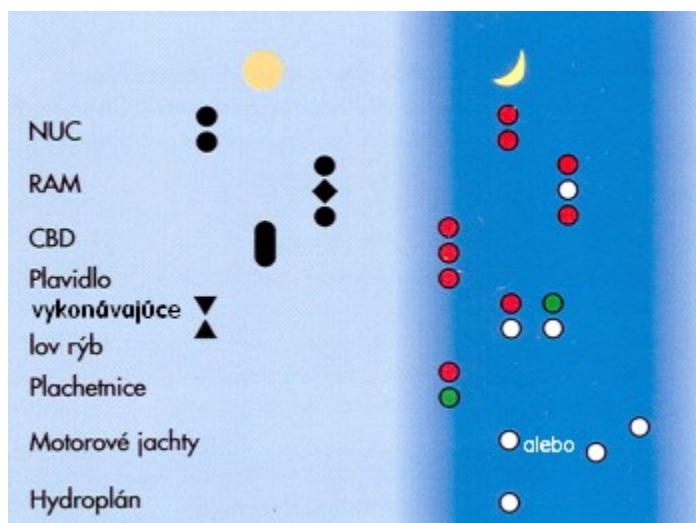 NUC
RAM
CBD
Plavidlo
vykonávajúce
lov rýb
Plachetnice
Motorové jachty
alebo
Hydroplán